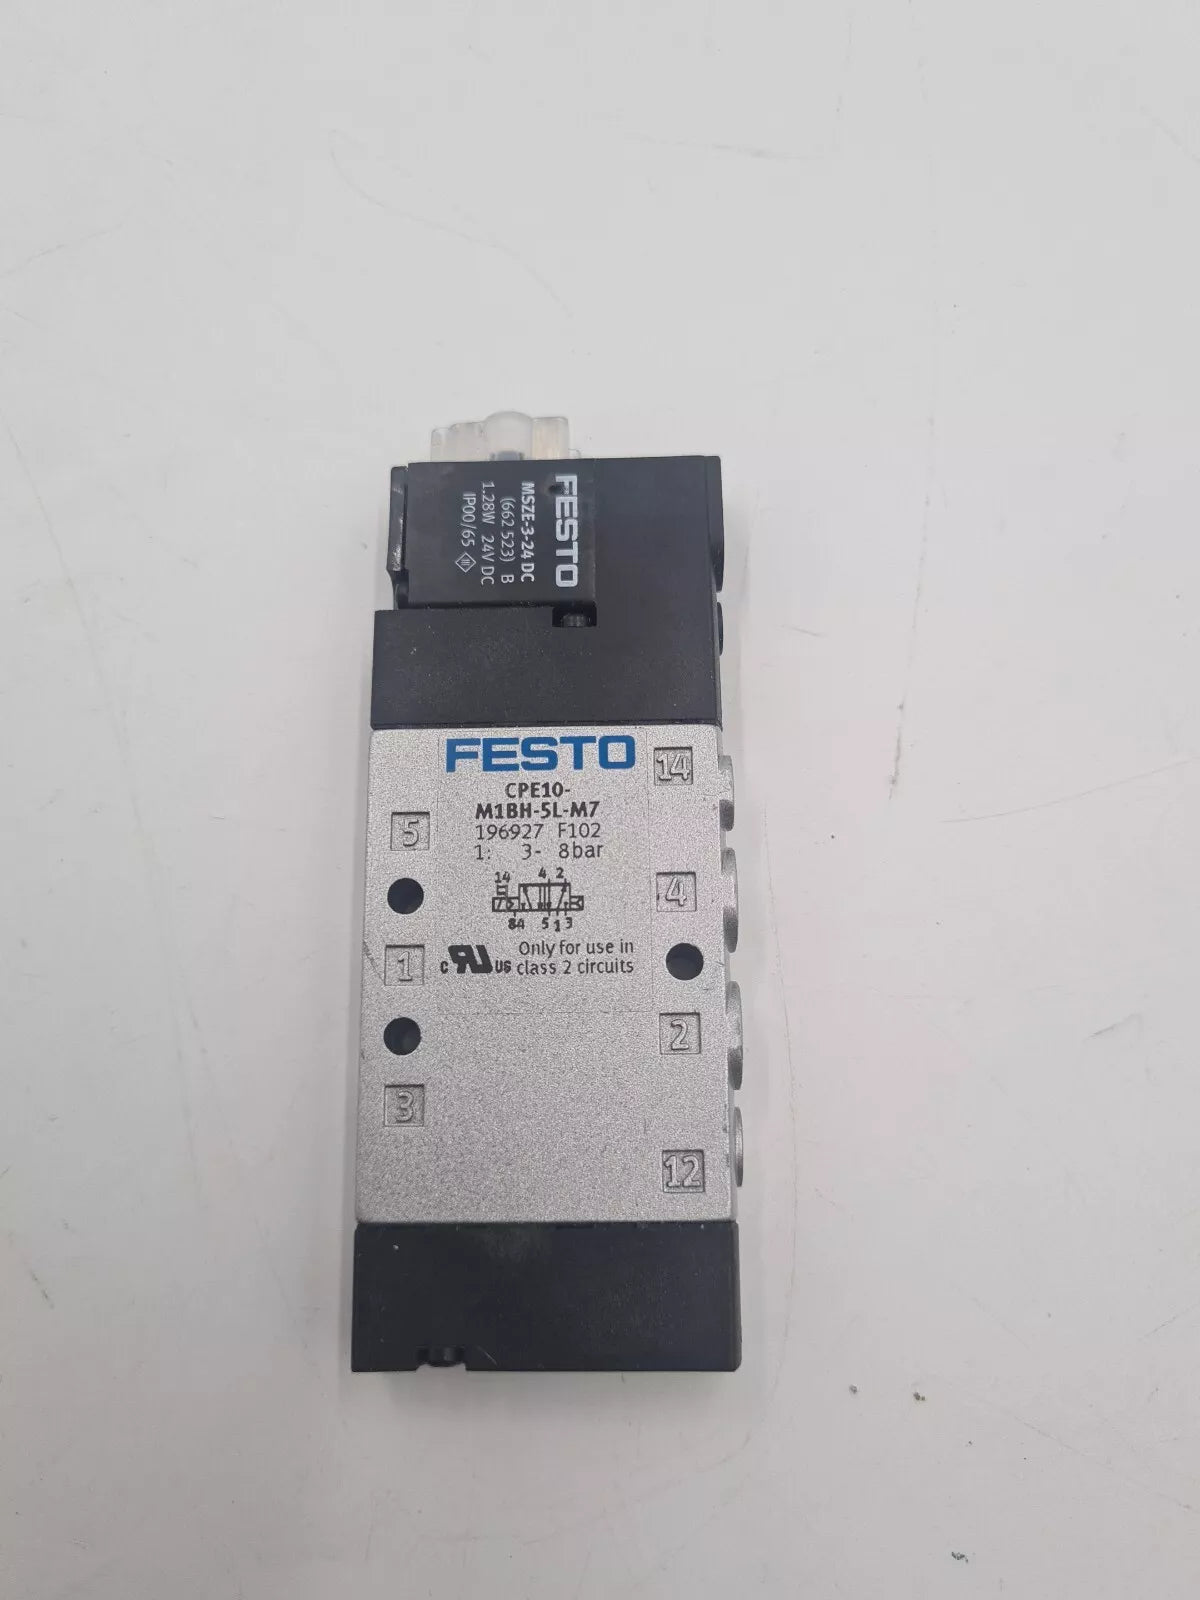 FESTO
MSZE-3-24 DC
(662 523) B
1.28W 24V DC
IP00/65
FESTO
CPE10-
M1BH-5L-M7
196927 F102
1: 3- 8bar
14 4 2
84 5 1 3
C US Only for use in
class 2 circuits
14
5
4
1
2
3
12